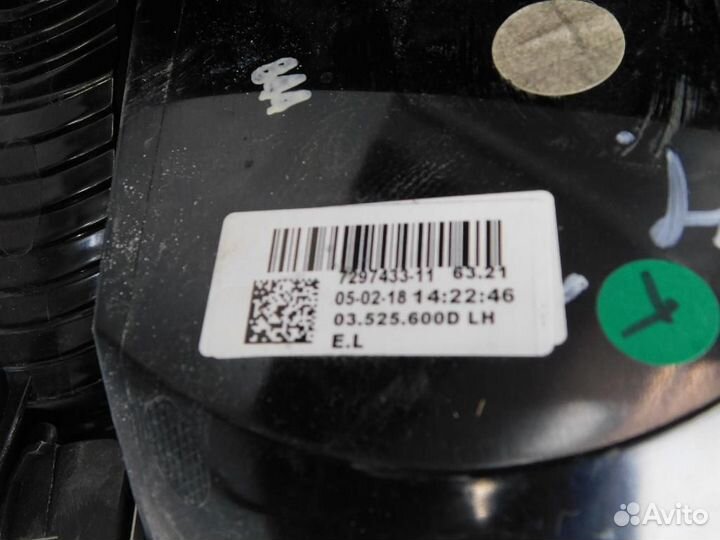 7297433-11 63.21
05-02-18 14:22:46
03.525.600D LH
E.L
Avito